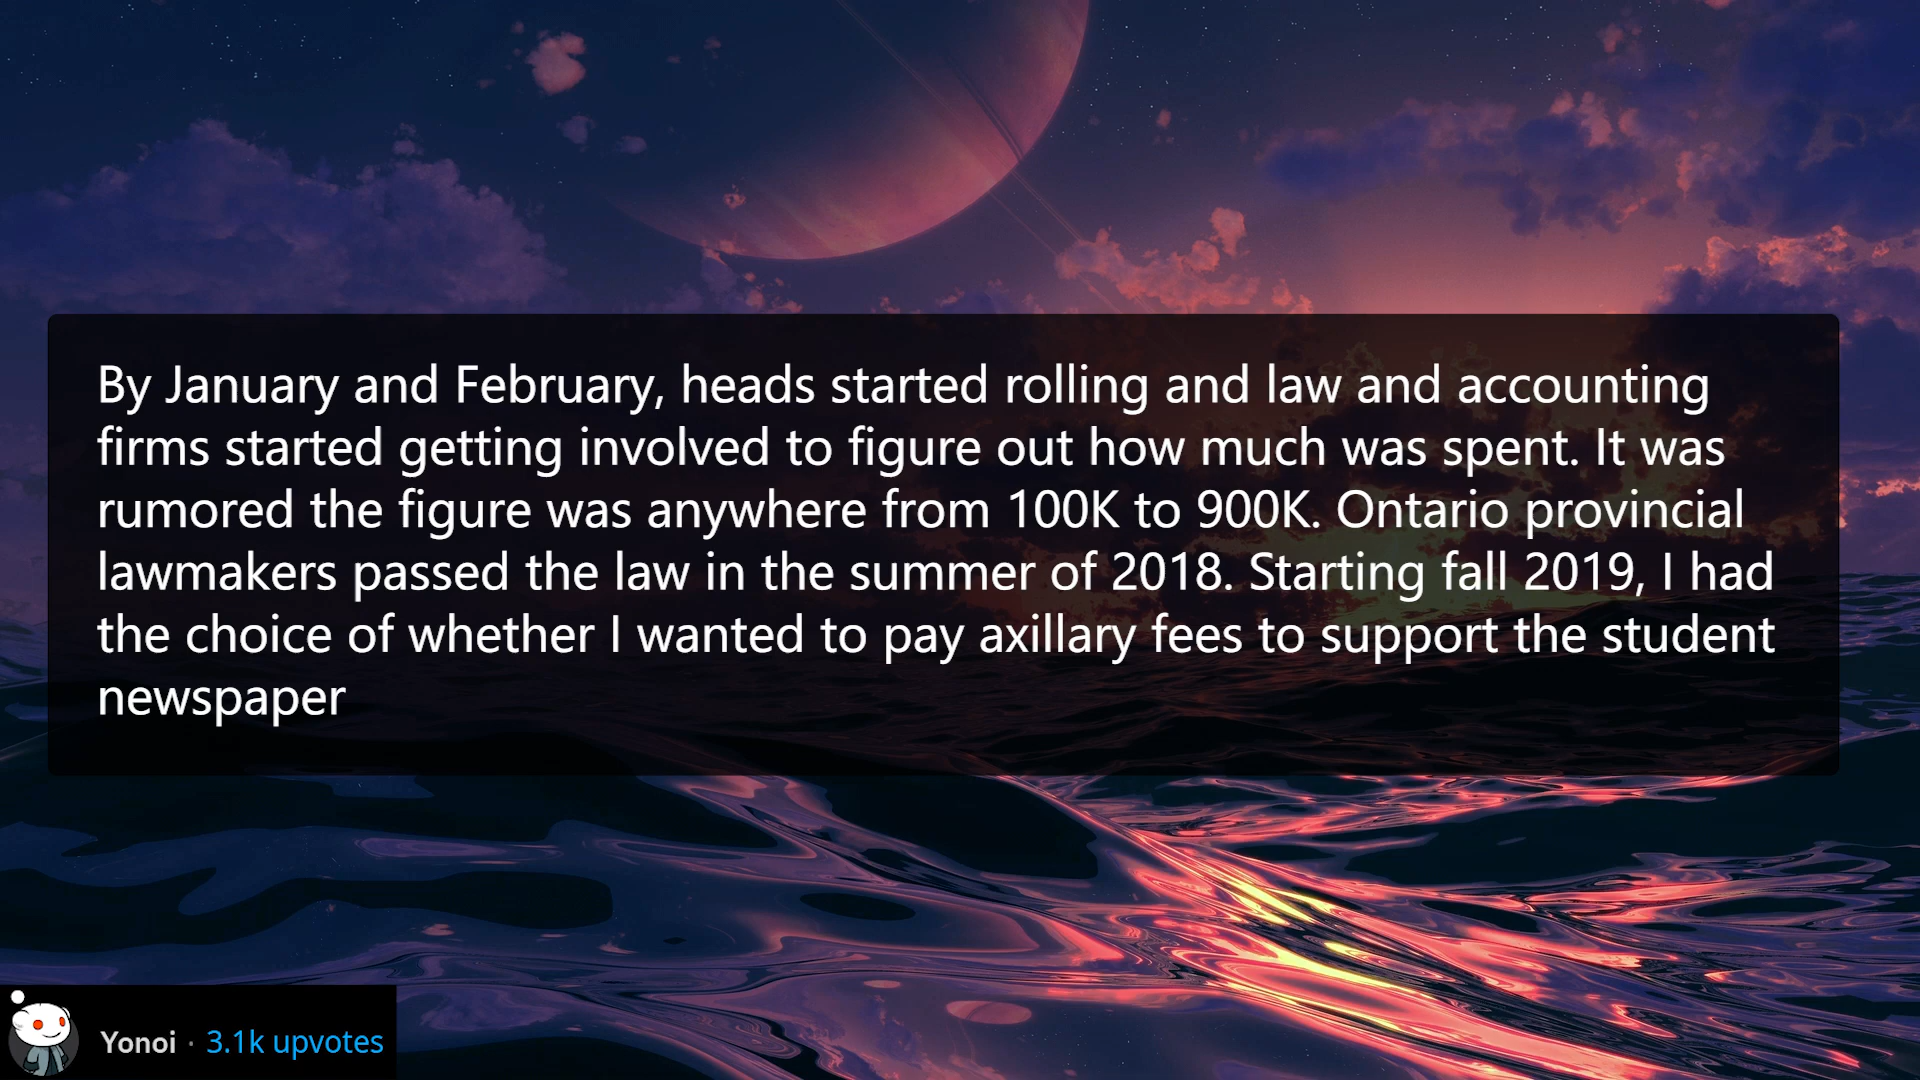 By January and February, heads started rolling and law and accounting
firms started getting involved to figure out how much was spent. It was
rumored the figure was anywhere from 100K to 900K. Ontario provincial
lawmakers passed the law in the summer of 2018. Starting fall 2019, I had
the choice of whether I wanted to pay axillary fees to support the student
newspaper
Yonoi · 3.1k upvotes